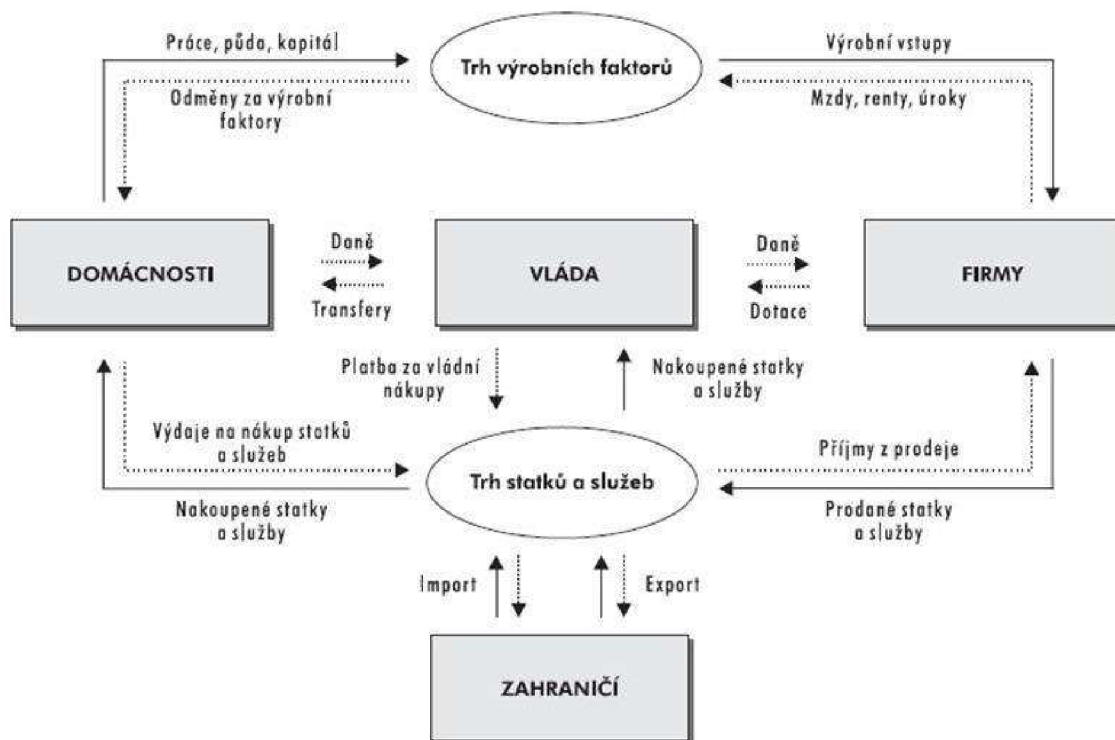 Práce, půda, kapitál
Trh výrobních faktorů
Výrobní vstupy
Odměny za výrobní
faktory
Mzdy, renty, úroky
DOMÁCNOSTI
Daně
Transfery
VLÁDA
Daně
Dotace
FIRMY
Platba za vládní
nákupy
Nakoupené statky
a služby
Výdaje na nákup statků
a služeb
Trh statků a služeb
Příjmy z prodeje
Nakoupené statky
a služby
Prodané statky
a služby
Import
Export
ZAHRANIČÍ